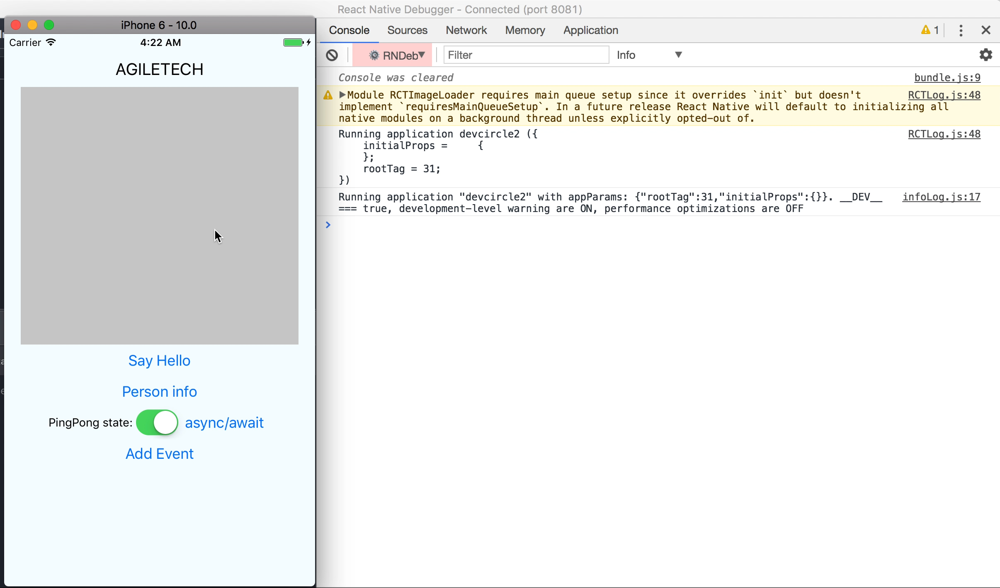 React Native Debugger - Connected (port 8081)
iPhone 6 - 10.0
Carrier
4:22 AM
AGILETECH
Say Hello
Person info
PingPong state:
async/await
Add Event
Console Sources Network Memory Application
1
RNDeb
Filter
Info
Console was cleared
bundle.js:9
Module RCTImageLoader requires main queue setup since it overrides `init` but doesn't
RCTLog.js:48
implement `requiresMainQueueSetup`. In a future release React Native will default to initializing all
native modules on a background thread unless explicitly opted-out of.
Running application devcircle2 ({
RCTLog.js:48
initialProps =     {
};
rootTag = 31;
})
Running application "devcircle2" with appParams: {"rootTag":31,"initialProps":{}}. __DEV__
infoLog.js:17
=== true, development-level warning are ON, performance optimizations are OFF